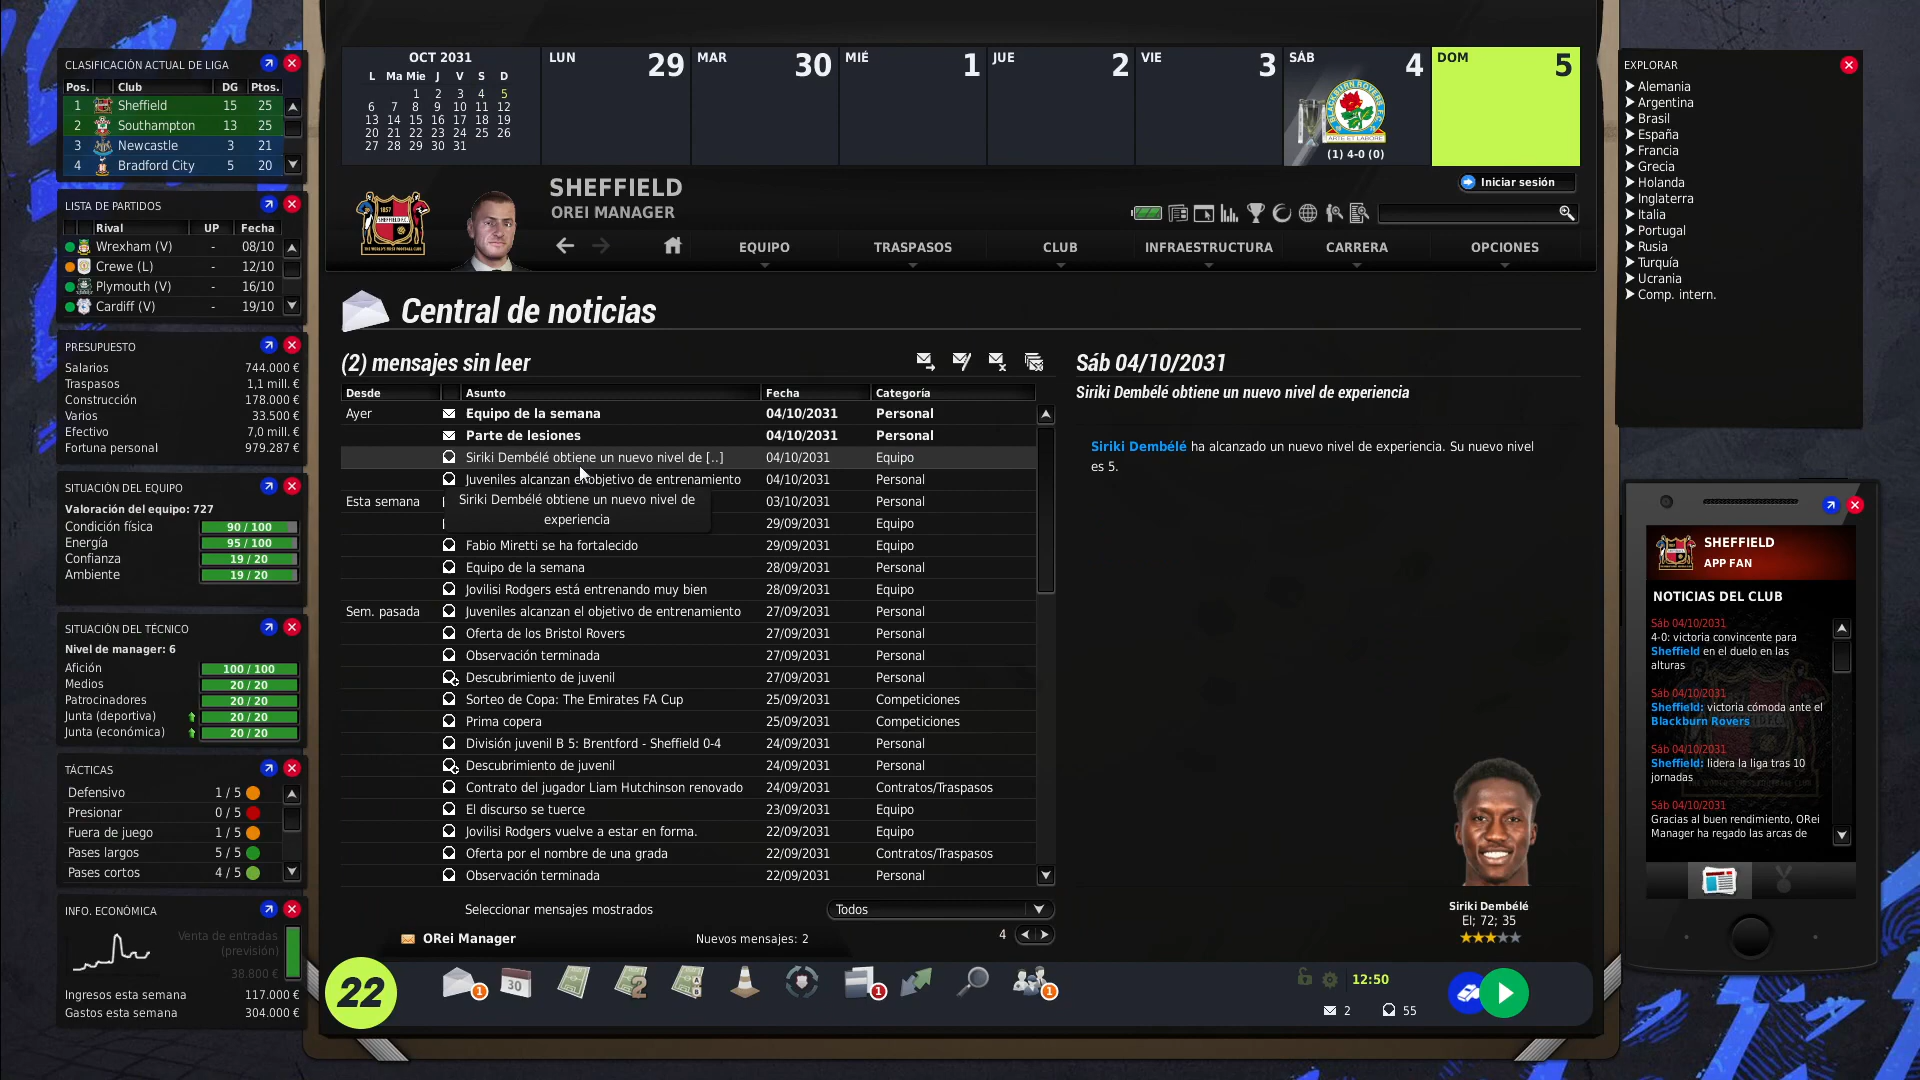 CLASIFICACIÓN ACTUAL DE LIGA
Pos. Club DG Ptos.
1 Sheffield 15 25
2 Southampton 13 25
3 Newcastle 3 21
4 Bradford City 5 20
LISTA DE PARTIDOS
Rival UP Fecha
Wrexham (V) - 08/10
Crewe (L) - 12/10
Plymouth (V) - 16/10
Cardiff (V) - 19/10
PRESUPUESTO
Salarios 744.000 €
Traspasos 1,1 mill. €
Construcción 178.000 €
Varios 33.500 €
Efectivo 7,0 mill. €
Fortuna personal 979.287 €
SITUACIÓN DEL EQUIPO
Valoración del equipo: 727
Condición física 90 / 100
Energía 95 / 100
Confianza 19 / 20
Ambiente 19 / 20
SITUACIÓN DEL TÉCNICO
Nivel de manager: 6
Afición 100 / 100
Medios 20 / 20
Patrocinadores 20 / 20
Junta (deportiva) 20 / 20
Junta (económica) 20 / 20
TÁCTICAS
Defensivo 1 / 5
Presionar 0 / 5
Fuera de juego 1 / 5
Pases largos 5 / 5
Pases cortos 4 / 5
INFO. ECONÓMICA
Venta de entradas
(previsión)
38.800 €
Ingresos esta semana 117.000 €
Gastos esta semana 304.000 €
OCT 2031
L Ma Mie J V S D
1 2 3 4 5
6 7 8 9 10 11 12
13 14 15 16 17 18 19
20 21 22 23 24 25 26
27 28 29 30 31
LUN 29 MAR 30 MIÉ 1 JUE 2 VIE 3 SÁB 4 DOM 5
BLACKBURN ROVERS F.C.
ARTE ET LABORE
(1) 4-0 (0)
1857
SHEFFIELD F.C.
SHEFFIELD
OREI MANAGER
Iniciar sesión
EQUIPO TRASPASOS CLUB INFRAESTRUCTURA CARRERA OPCIONES
Central de noticias
(2) mensajes sin leer
Desde Asunto Fecha Categoría
Ayer Equipo de la semana 04/10/2031 Personal
Parte de lesiones 04/10/2031 Personal
Siriki Dembélé obtiene un nuevo nivel de [..] 04/10/2031 Equipo
Juveniles alcanzan el objetivo de entrenamiento 04/10/2031 Personal
Esta semana 03/10/2031 Personal
Siriki Dembélé obtiene un nuevo nivel de
experiencia
29/09/2031 Equipo
Fabio Miretti se ha fortalecido 29/09/2031 Equipo
Equipo de la semana 28/09/2031 Personal
Jovilisi Rodgers está entrenando muy bien 28/09/2031 Equipo
Sem. pasada Juveniles alcanzan el objetivo de entrenamiento 27/09/2031 Personal
Oferta de los Bristol Rovers 27/09/2031 Personal
Observación terminada 27/09/2031 Personal
Descubrimiento de juvenil 27/09/2031 Personal
Sorteo de Copa: The Emirates FA Cup 25/09/2031 Competiciones
Prima copera 25/09/2031 Competiciones
División juvenil B 5: Brentford - Sheffield 0-4 24/09/2031 Personal
Descubrimiento de juvenil 24/09/2031 Personal
Contrato del jugador Liam Hutchinson renovado 24/09/2031 Contratos/Traspasos
El discurso se tuerce 23/09/2031 Equipo
Jovilisi Rodgers vuelve a estar en forma. 22/09/2031 Equipo
Oferta por el nombre de una grada 22/09/2031 Contratos/Traspasos
Observación terminada 22/09/2031 Personal
Seleccionar mensajes mostrados Todos
ORei Manager Nuevos mensajes: 2 4
Sáb 04/10/2031
Siriki Dembélé obtiene un nuevo nivel de experiencia
Siriki Dembélé ha alcanzado un nuevo nivel de experiencia. Su nuevo nivel
es 5.
Siriki Dembélé
EI; 72; 35
22 1 30 2 1 1
12:50
2 55
EXPLORAR
Alemania
Argentina
Brasil
España
Francia
Grecia
Holanda
Inglaterra
Italia
Portugal
Rusia
Turquía
Ucrania
Comp. intern.
SHEFFIELD
APP FAN
NOTICIAS DEL CLUB
Sáb 04/10/2031
4-0: victoria convincente para
Sheffield en el duelo en las
alturas
Sáb 04/10/2031
Sheffield: victoria cómoda ante el
Blackburn Rovers
Sáb 04/10/2031
Sheffield: lidera la liga tras 10
jornadas
Sáb 04/10/2031
Gracias al buen rendimiento, ORei
Manager ha regado las arcas de